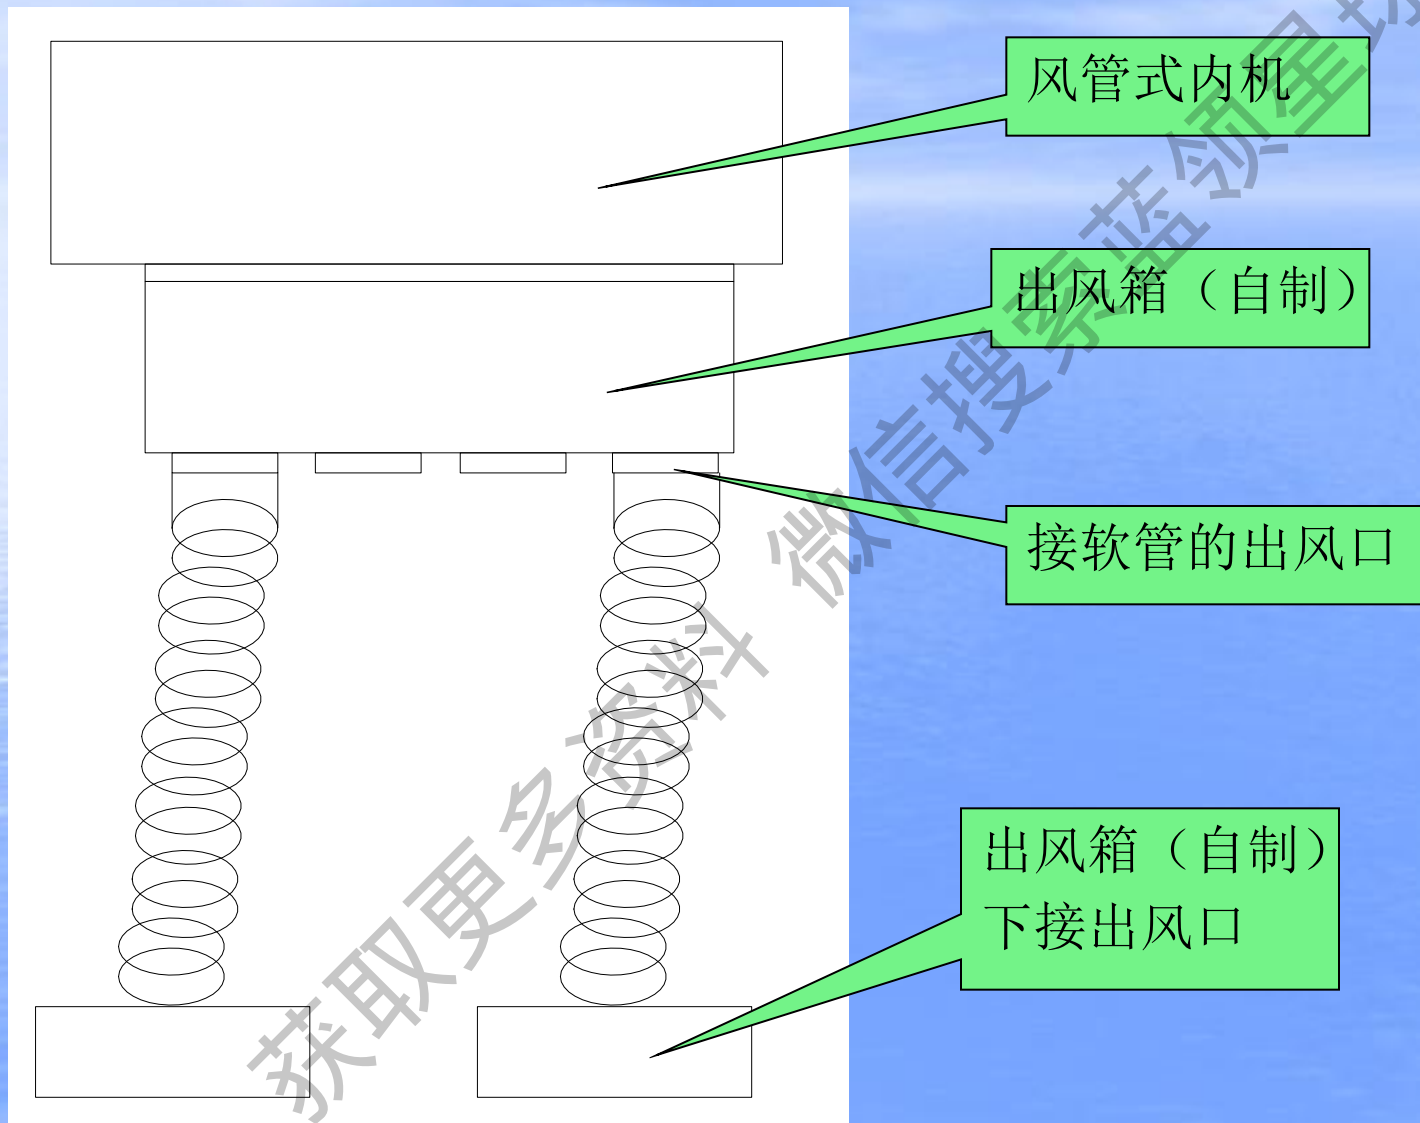 风管式内机
出风箱（自制）
接软管的出风口
出风箱（自制）
下接出风口
获取更多资料 微信搜索蓝领星球